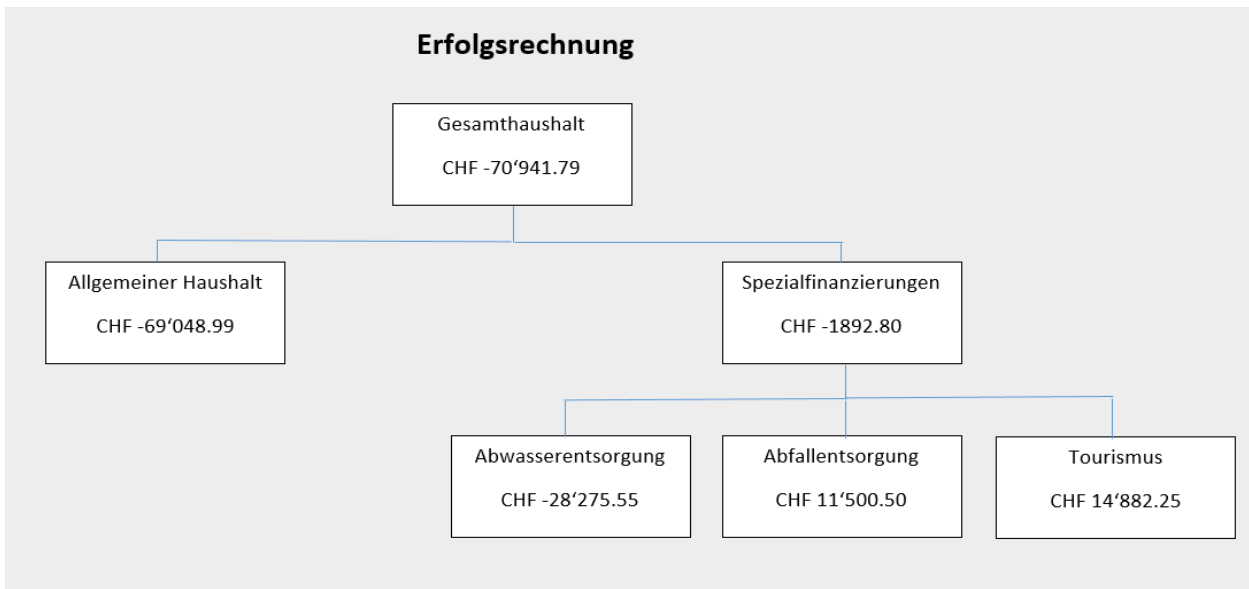 Erfolgsrechnung
Gesamthaushalt
CHF -70‘941.79
Allgemeiner Haushalt
CHF -69‘048.99
Spezialfinanzierungen
CHF -1892.80
Abwasserentsorgung
CHF -28‘275.55
Abfallentsorgung
CHF 11‘500.50
Tourismus
CHF 14‘882.25